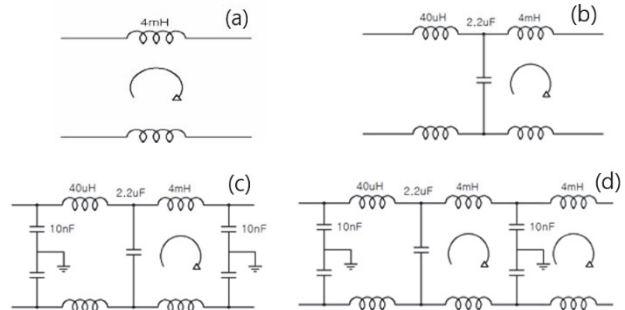 4mH
(a)
40uH 2.2uF 4mH
(b)
40uH 2.2uF 4mH
(c)
10nF 10nF
40uH 2.2uF 4mH 4mH
(d)
10nF 10nF